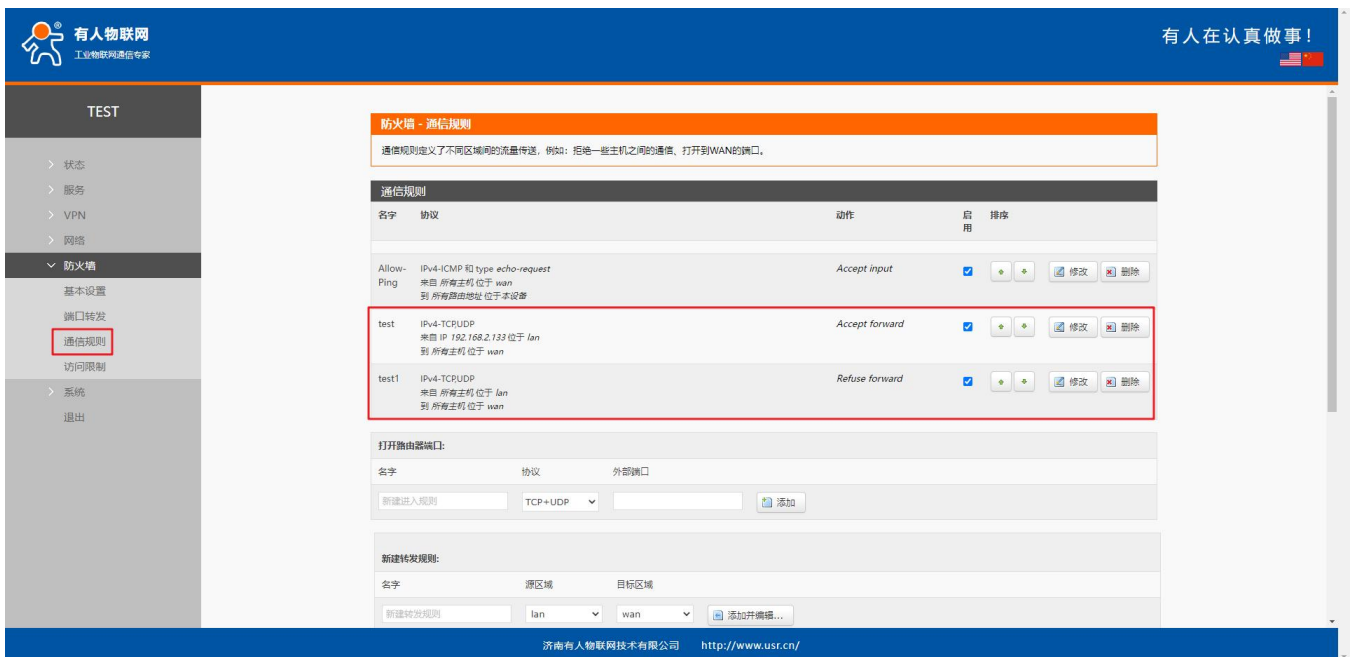 有人物联网
工业物联网通信专家
有人在认真做事!
TEST
状态
服务
VPN
网络
防火墙
基本设置
端口转发
通信规则
访问限制
系统
退出
防火墙 - 通信规则
通信规则定义了不同区域间的流量传送，例如：拒绝一些主机之间的通信、打开到WAN的端口。
通信规则
名字 协议 动作 启用 排序
Allow-Ping IPv4-ICMP 和 type echo-request Accept input 修改 删除
来自 所有主机 位于 wan
到 所有路由地址 位于本设备
test IPv4-TCP,UDP Accept forward 修改 删除
来自 IP 192.168.2.133 位于 lan
到 所有主机 位于 wan
test1 IPv4-TCP,UDP Refuse forward 修改 删除
来自 所有主机 位于 lan
到 所有主机 位于 wan
打开路由器端口:
名字 协议 外部端口
新建进入规则 TCP+UDP 添加
新建转发规则:
名字 源区域 目标区域
新建转发规则 lan wan 添加并编辑...
济南有人物联网技术有限公司 http://www.usr.cn/